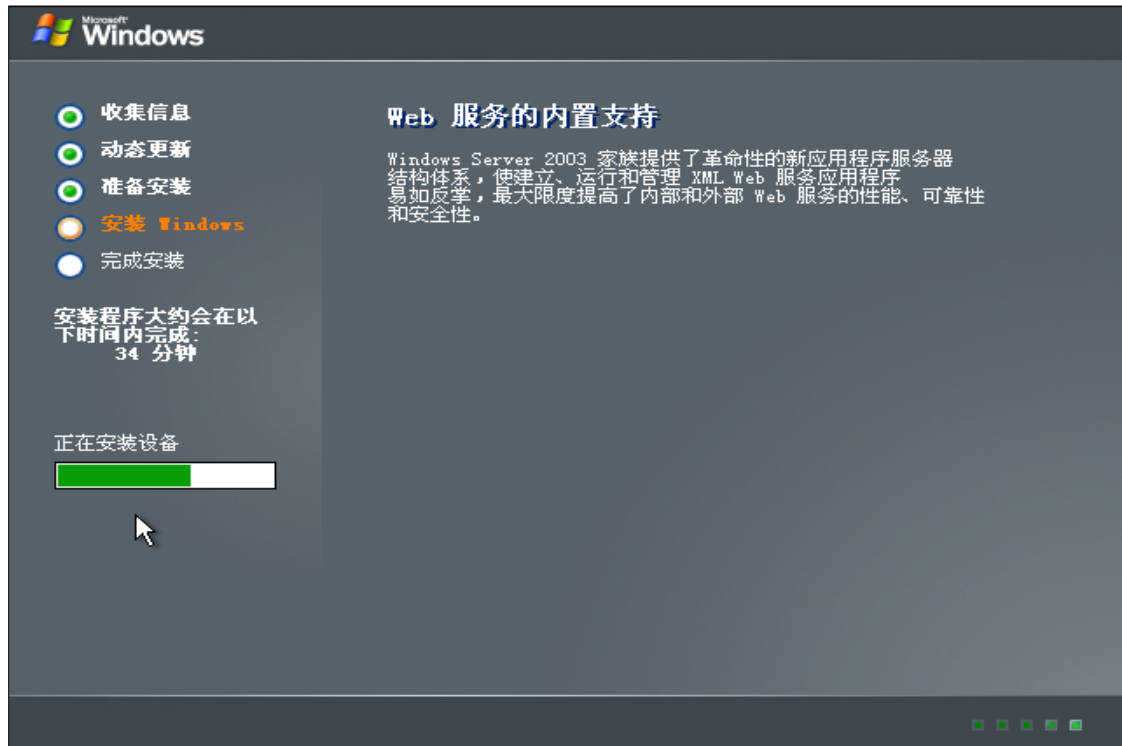 Microsoft
Windows
收集信息
动态更新
准备安装
安装 Windows
完成安装
安装程序大约会在以
下时间内完成:
34 分钟
正在安装设备
Web 服务的内置支持
Windows Server 2003 家族提供了革命性的新应用程序服务器
结构体系，使建立、运行和管理 XML Web 服务应用程序
易如反掌，最大限度提高了内部和外部 Web 服务的性能、可靠性
和安全性。